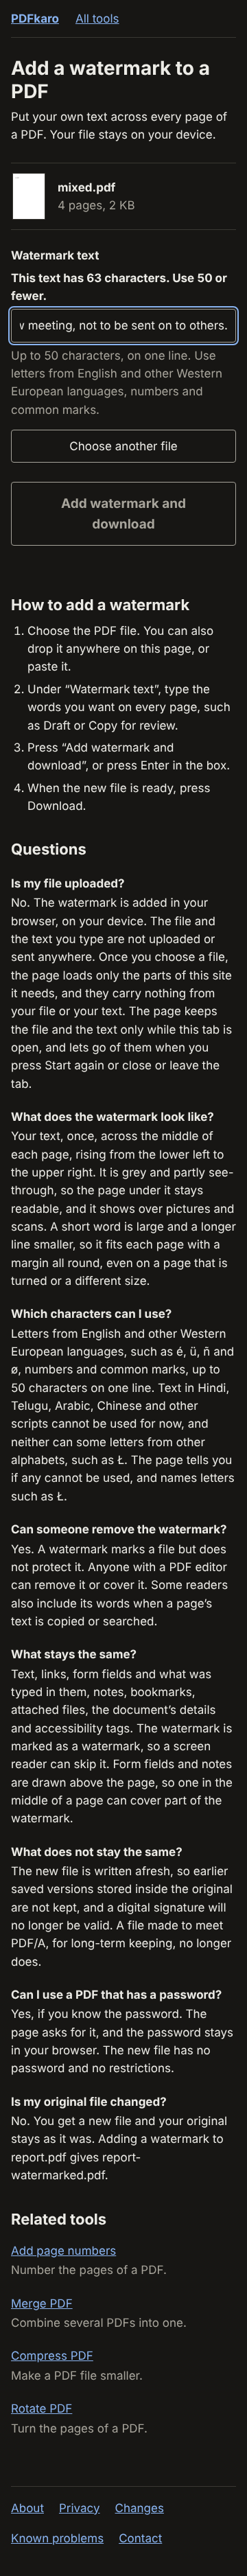 PDFkaro All tools
Add a watermark to a
PDF
Put your own text across every page of
a PDF. Your file stays on your device.
mixed.pdf
4 pages, 2 KB
Watermark text
This text has 63 characters. Use 50 or
fewer.
meeting, not to be sent on to others.
Up to 50 characters, on one line. Use
letters from English and other Western
European languages, numbers and
common marks.
Choose another file
Add watermark and
download
How to add a watermark
1. Choose the PDF file. You can also
drop it anywhere on this page, or
paste it.
2. Under “Watermark text”, type the
words you want on every page, such
as Draft or Copy for review.
3. Press “Add watermark and
download”, or press Enter in the box.
4. When the new file is ready, press
Download.
Questions
Is my file uploaded?
No. The watermark is added in your
browser, on your device. The file and
the text you type are not uploaded or
sent anywhere. Once you choose a file,
the page loads only the parts of this site
it needs, and they carry nothing from
your file or your text. The page keeps
the file and the text only while this tab is
open, and lets go of them when you
press Start again or close or leave the
tab.
What does the watermark look like?
Your text, once, across the middle of
each page, rising from the lower left to
the upper right. It is grey and partly see-
through, so the page under it stays
readable, and it shows over pictures and
scans. A short word is large and a longer
line smaller, so it fits each page with a
margin all round, even on a page that is
turned or a different size.
Which characters can I use?
Letters from English and other Western
European languages, such as é, ü, ñ and
ø, numbers and common marks, up to
50 characters on one line. Text in Hindi,
Telugu, Arabic, Chinese and other
scripts cannot be used for now, and
neither can some letters from other
alphabets, such as Ł. The page tells you
if any cannot be used, and names letters
such as Ł.
Can someone remove the watermark?
Yes. A watermark marks a file but does
not protect it. Anyone with a PDF editor
can remove it or cover it. Some readers
also include its words when a page’s
text is copied or searched.
What stays the same?
Text, links, form fields and what was
typed in them, notes, bookmarks,
attached files, the document’s details
and accessibility tags. The watermark is
marked as a watermark, so a screen
reader can skip it. Form fields and notes
are drawn above the page, so one in the
middle of a page can cover part of the
watermark.
What does not stay the same?
The new file is written afresh, so earlier
saved versions stored inside the original
are not kept, and a digital signature will
no longer be valid. A file made to meet
PDF/A, for long-term keeping, no longer
does.
Can I use a PDF that has a password?
Yes, if you know the password. The
page asks for it, and the password stays
in your browser. The new file has no
password and no restrictions.
Is my original file changed?
No. You get a new file and your original
stays as it was. Adding a watermark to
report.pdf gives report-
watermarked.pdf.
Related tools
Add page numbers
Number the pages of a PDF.
Merge PDF
Combine several PDFs into one.
Compress PDF
Make a PDF file smaller.
Rotate PDF
Turn the pages of a PDF.
About Privacy Changes
Known problems Contact